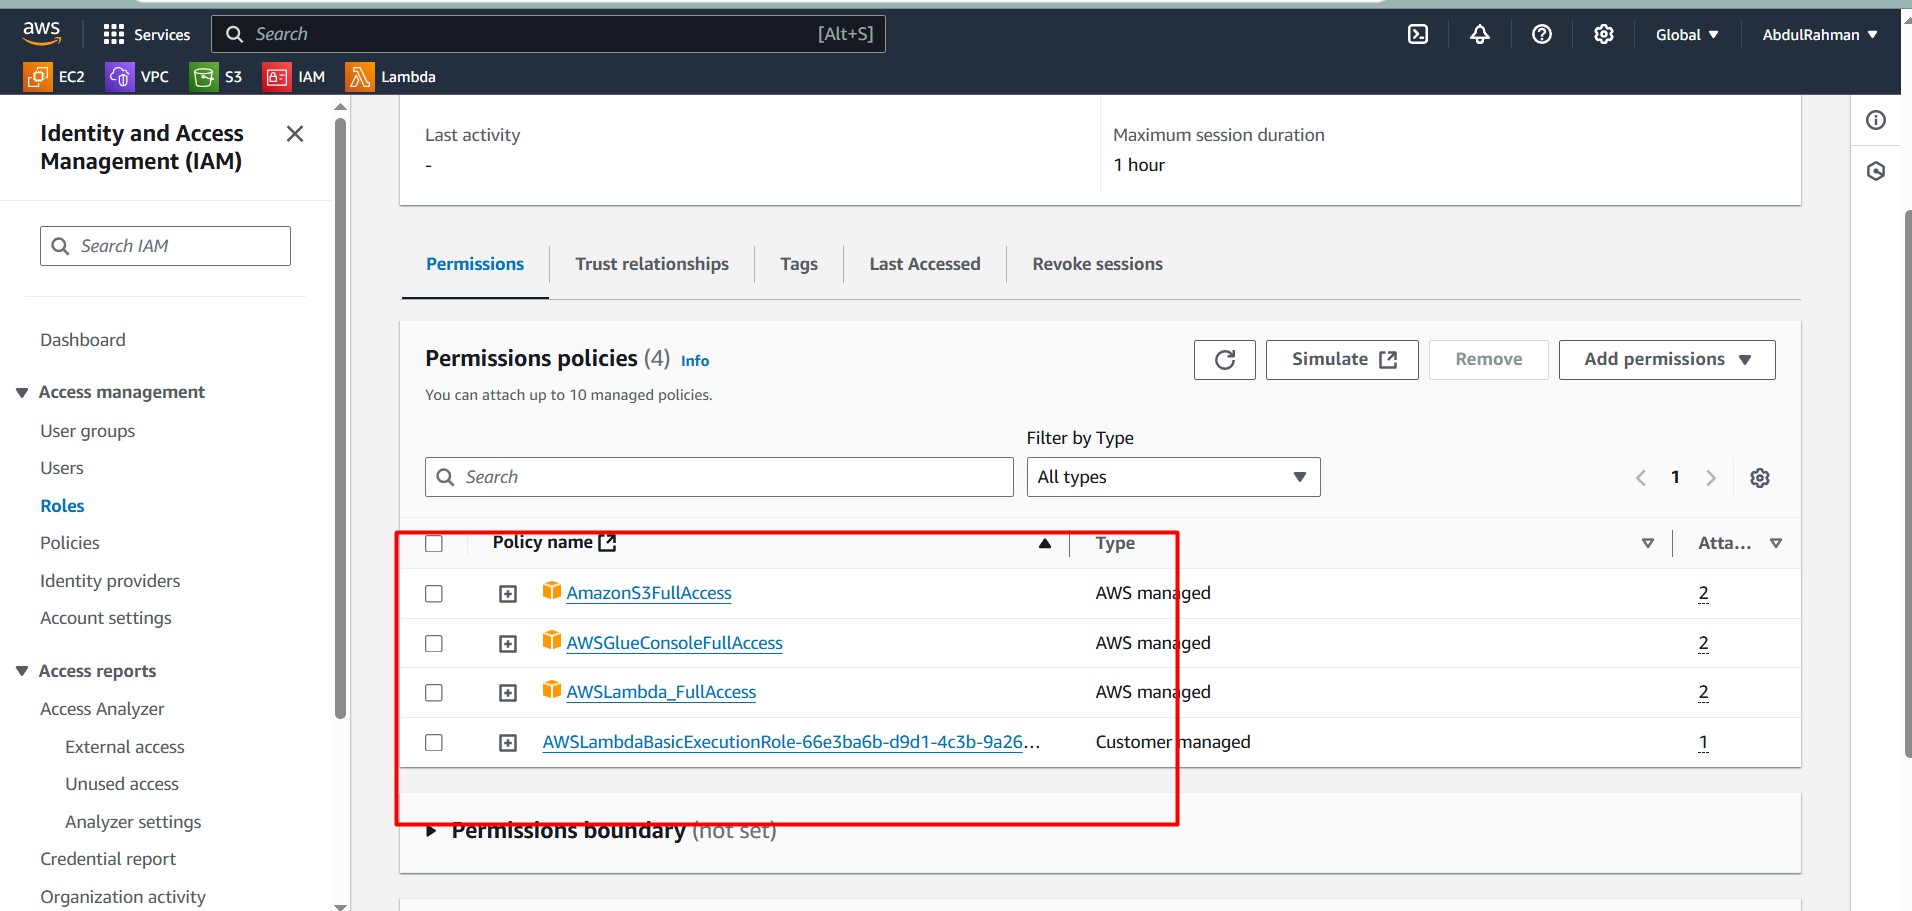 aws Services Search [Alt+S] Global AbdulRahman
EC2 VPC S3 IAM Lambda
Identity and Access
Management (IAM)
Search IAM
Dashboard
Access management
User groups
Users
Roles
Policies
Identity providers
Account settings
Access reports
Access Analyzer
External access
Unused access
Analyzer settings
Credential report
Organization activity
Last activity
-
Maximum session duration
1 hour
Permissions Trust relationships Tags Last Accessed Revoke sessions
Permissions policies (4) Info
Simulate Remove Add permissions
You can attach up to 10 managed policies.
Filter by Type
Search All types 1
Policy name Type Atta...
AmazonS3FullAccess AWS managed 2
AWSGlueConsoleFullAccess AWS managed 2
AWSLambda_FullAccess AWS managed 2
AWSLambdaBasicExecutionRole-66e3ba6b-d9d1-4c3b-9a26... Customer managed 1
Permissions boundary (not set)